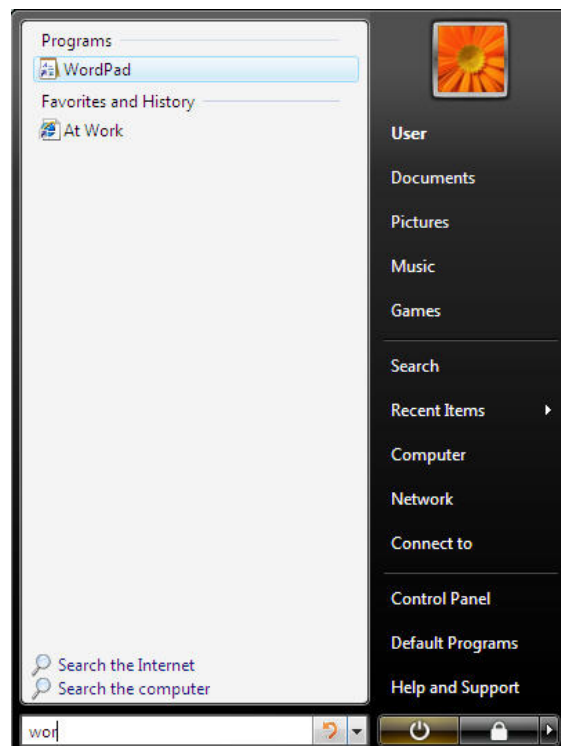 Programs
WordPad
Favorites and History
At Work
Search the Internet
Search the computer
wor
User
Documents
Pictures
Music
Games
Search
Recent Items
Computer
Network
Connect to
Control Panel
Default Programs
Help and Support